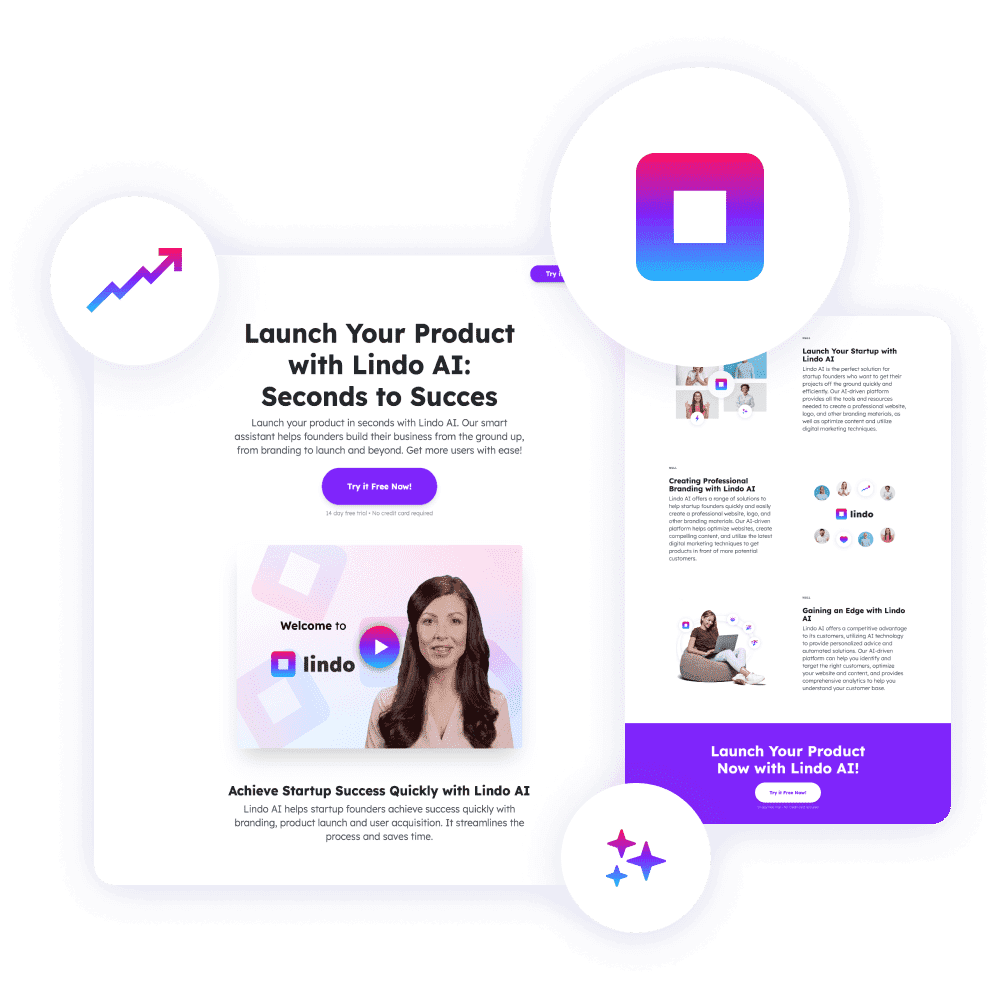 Try i
Launch Your Product
with Lindo AI:
Seconds to Succes
Launch your product in seconds with Lindo AI. Our smart
assistant helps founders build their business from the ground up,
from branding to launch and beyond. Get more users with ease!
Try it Free Now!
14 day free trial • No credit card required
Welcome to
lindo
Achieve Startup Success Quickly with Lindo AI
Lindo AI helps startup founders achieve success quickly with
branding, product launch and user acquisition. It streamlines the
process and saves time.
Launch Your Startup with
Lindo AI
Lindo AI is the perfect solution for
startup founders who want to get their
projects off the ground quickly and
efficiently. Our AI-driven platform
provides all the tools and resources
needed to create a professional website,
logo, and other branding materials, as
well as optimize content and utilize
digital marketing techniques.
Creating Professional
Branding with Lindo AI
Lindo AI offers a range of solutions to
help startup founders quickly and easily
create a professional website, logo, and
other branding materials. Our AI-driven
platform helps optimize websites, create
compelling content, and utilize the latest
digital marketing techniques to get
products in front of more potential
customers.
lindo
Gaining an Edge with Lindo
AI
Lindo AI offers a competitive advantage
to its customers, utilizing AI technology
to provide personalized advice and
automated solutions. Our AI-driven
platform can help you identify and
target the right customers, optimize
your website and content, and provides
comprehensive analytics to help you
understand your customer base.
Launch Your Product
Now with Lindo AI!
Try it Free Now!